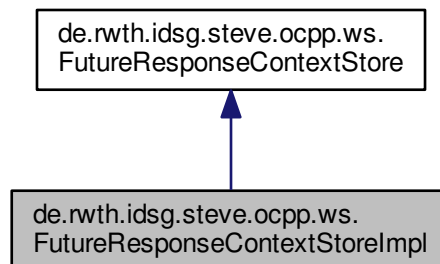 de.rwth.idsg.steve.ocpp.ws.
FutureResponseContextStore
de.rwth.idsg.steve.ocpp.ws.
FutureResponseContextStoreImpl